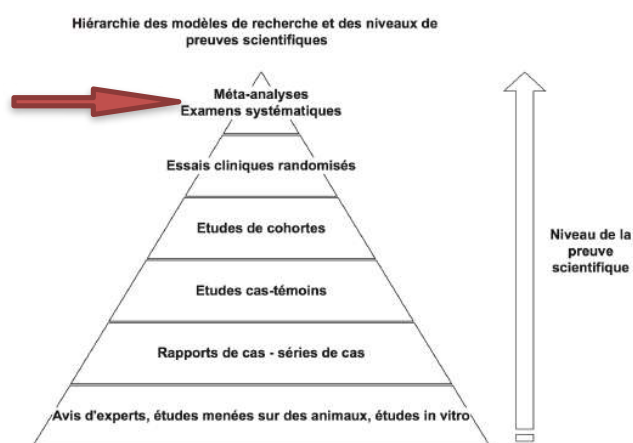 Hiérarchie des modèles de recherche et des niveaux de
preuves scientifiques
Méta-analyses
Examens systématiques
Essais cliniques randomisés
Etudes de cohortes
Etudes cas-témoins
Rapports de cas - séries de cas
Avis d'experts, études menées sur des animaux, études in vitro
Niveau de la
preuve
scientifique